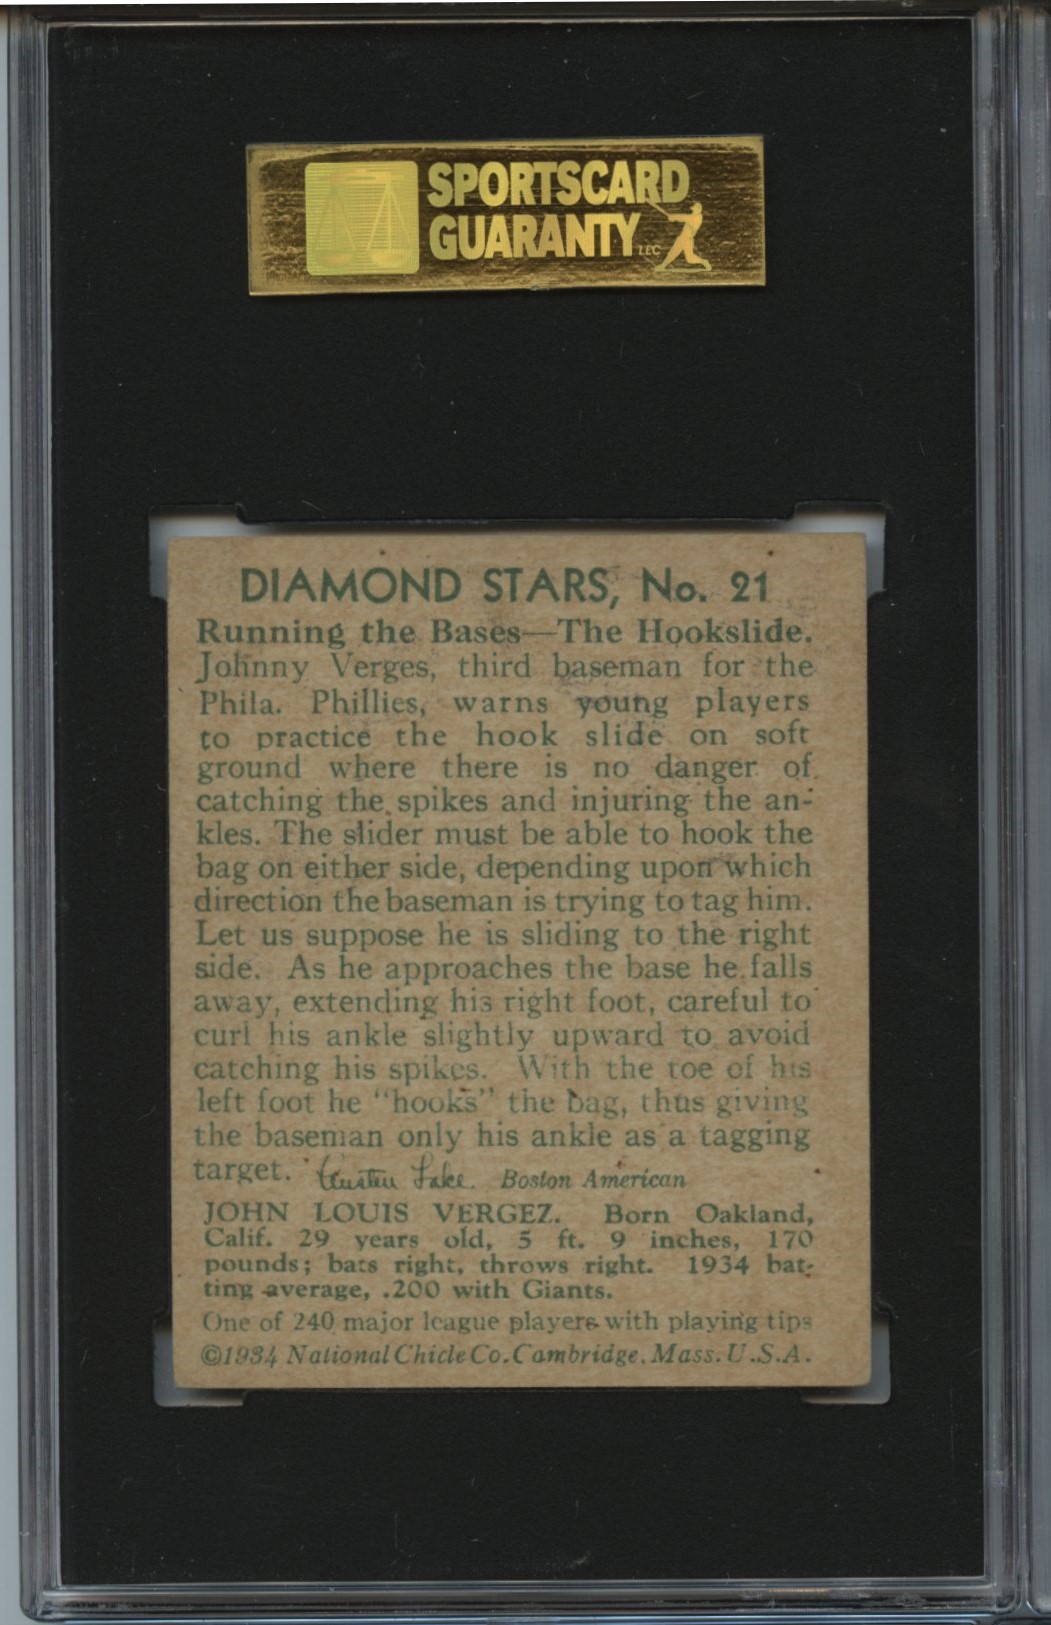 SPORTSCARD
GUARANTY LLC
DIAMOND STARS, No. 21
Running the Bases—The Hookslide.
Johnny Verges, third baseman for the
Phila. Phillies, warns young players
to practice the hook slide on soft
ground where there is no danger of
catching the spikes and injuring the an-
kles. The slider must be able to hook the
bag on either side, depending upon which
direction the baseman is trying to tag him.
Let us suppose he is sliding to the right
side. As he approaches the base he falls
away, extending his right foot, careful to
curl his ankle slightly upward to avoid
catching his spikes. With the toe of his
left foot he "hooks" the bag, thus giving
the baseman only his ankle as a tagging
target. Austen Lake Boston American
JOHN LOUIS VERGEZ. Born Oakland,
Calif. 29 years old, 5 ft. 9 inches, 170
pounds; bats right, throws right. 1934 bat-
ting average, .200 with Giants.
One of 240 major league players with playing tips
©1934 National Chicle Co. Cambridge, Mass. U.S.A.